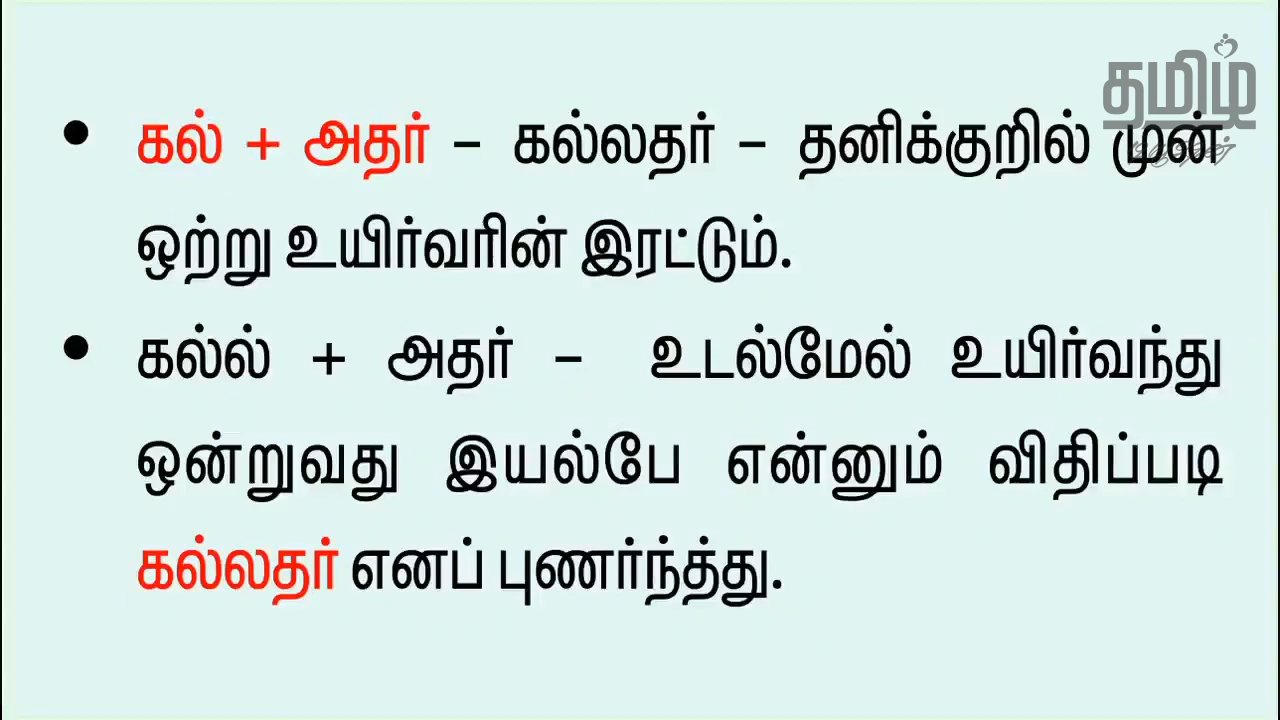 தமிழ்
• கல் + அதர் – கல்லதர் – தனிக்குறில் முன்
ஒற்று உயிர்வரின் இரட்டும்.
• கல்ல் + அதர் – உடல்மேல் உயிர்வந்து
ஒன்றுவது இயல்பே என்னும் விதிப்படி
கல்லதர் எனப் புணர்ந்த்து.